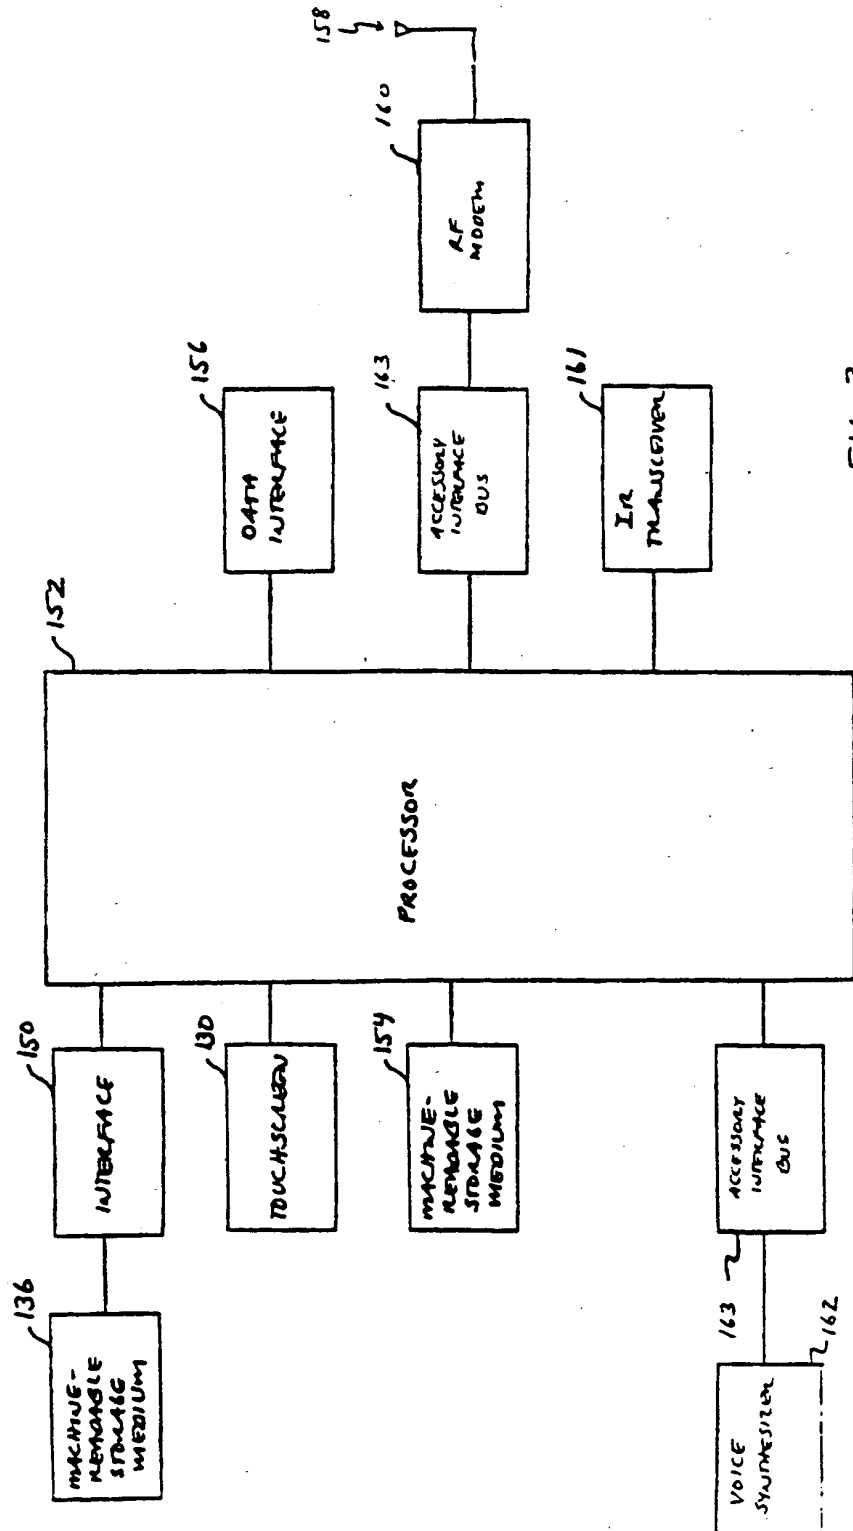 136
MACHINE-
READABLE
STORAGE
MEDIUM
150
INTERFACE
130
TOUCHSCREEN
154
MACHINE-
READABLE
STORAGE
MEDIUM
163
ACCESSORY
INTERFACE
BUS
162
VOICE
SYNTHESIZER
152
PROCESSOR
156
DATA
INTERFACE
163
ACCESSORY
INTERFACE
BUS
161
IR
TRANSCEIVER
160
RF
MODEM
158